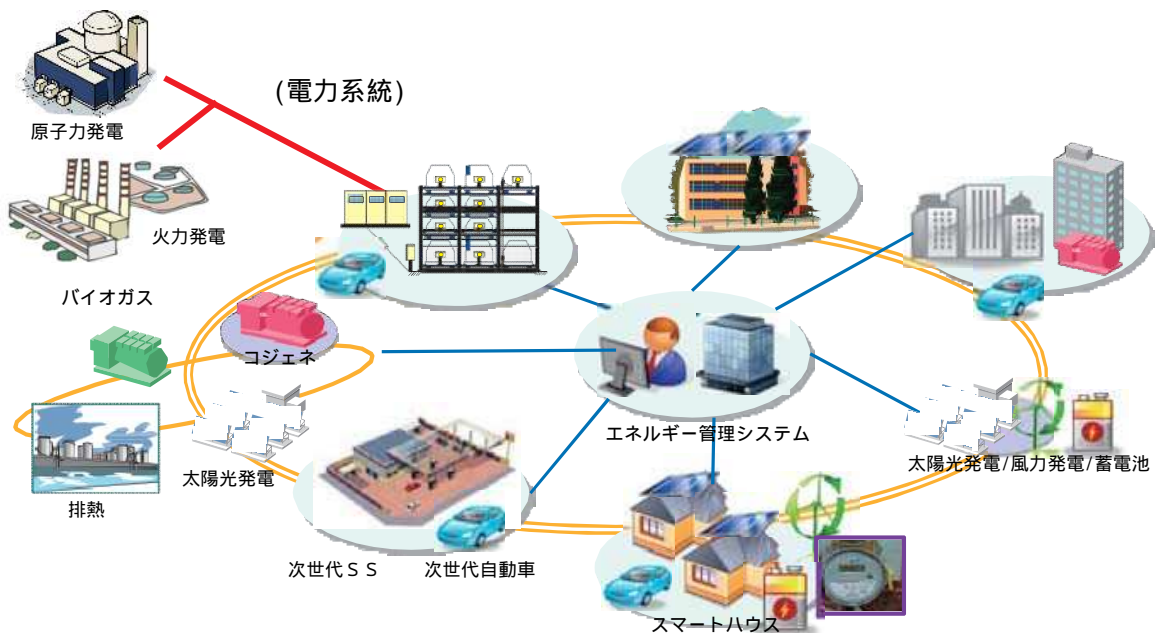 (電力系統)
原子力発電
火力発電
バイオガス
コジェネ
エネルギー管理システム
太陽光発電
太陽光発電/風力発電/蓄電池
排熱
次世代ＳＳ
次世代自動車
スマートハウス